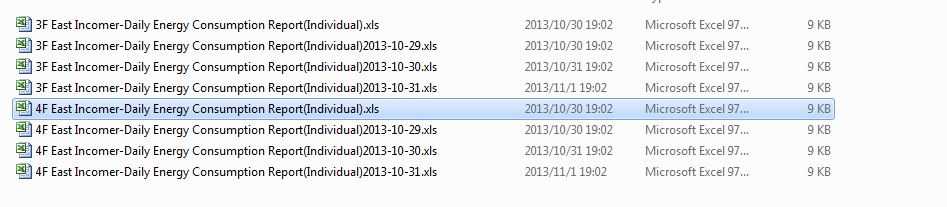 3F East Incomer-Daily Energy Consumption Report(Individual).xls 2013/10/30 19:02 Microsoft Excel 97... 9 KB
3F East Incomer-Daily Energy Consumption Report(Individual)2013-10-29.xls 2013/10/30 19:02 Microsoft Excel 97... 9 KB
3F East Incomer-Daily Energy Consumption Report(Individual)2013-10-30.xls 2013/10/31 19:02 Microsoft Excel 97... 9 KB
3F East Incomer-Daily Energy Consumption Report(Individual)2013-10-31.xls 2013/11/1 19:02 Microsoft Excel 97... 9 KB
4F East Incomer-Daily Energy Consumption Report(Individual).xls 2013/10/30 19:02 Microsoft Excel 97... 9 KB
4F East Incomer-Daily Energy Consumption Report(Individual)2013-10-29.xls 2013/10/30 19:02 Microsoft Excel 97... 9 KB
4F East Incomer-Daily Energy Consumption Report(Individual)2013-10-30.xls 2013/10/31 19:02 Microsoft Excel 97... 9 KB
4F East Incomer-Daily Energy Consumption Report(Individual)2013-10-31.xls 2013/11/1 19:02 Microsoft Excel 97... 9 KB